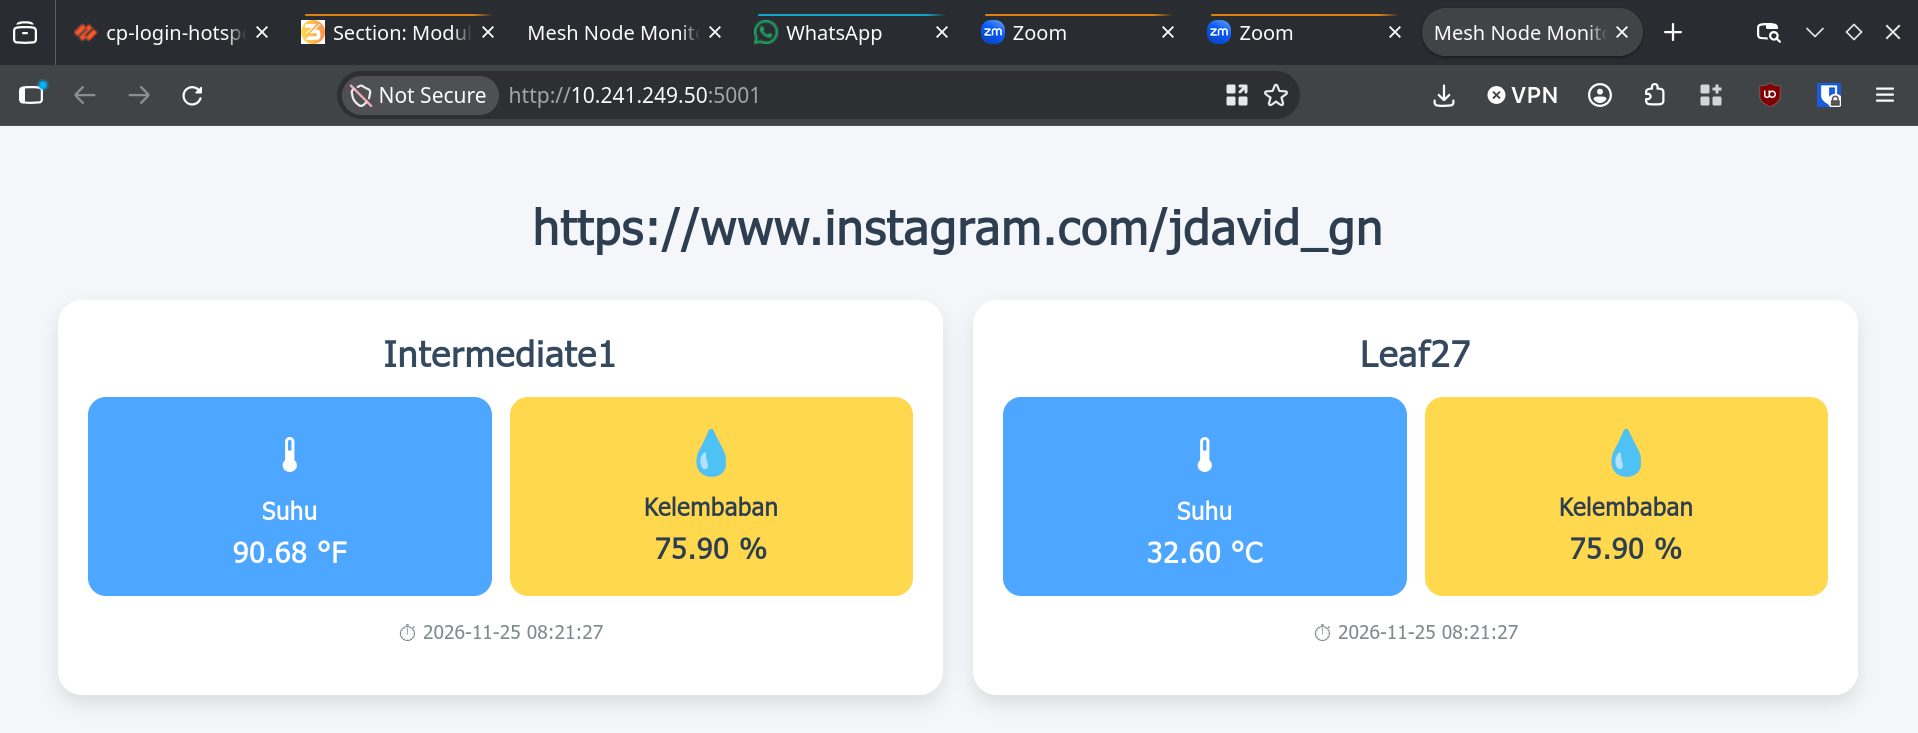 cp-login-hotsp
Section: Modul
Mesh Node Monit
WhatsApp
Zoom
Zoom
Mesh Node Monit
Not Secure
http://10.241.249.50:5001
VPN
https://www.instagram.com/jdavid_gn
Intermediate1
Suhu
90.68 °F
Kelembaban
75.90 %
2026-11-25 08:21:27
Leaf27
Suhu
32.60 °C
Kelembaban
75.90 %
2026-11-25 08:21:27